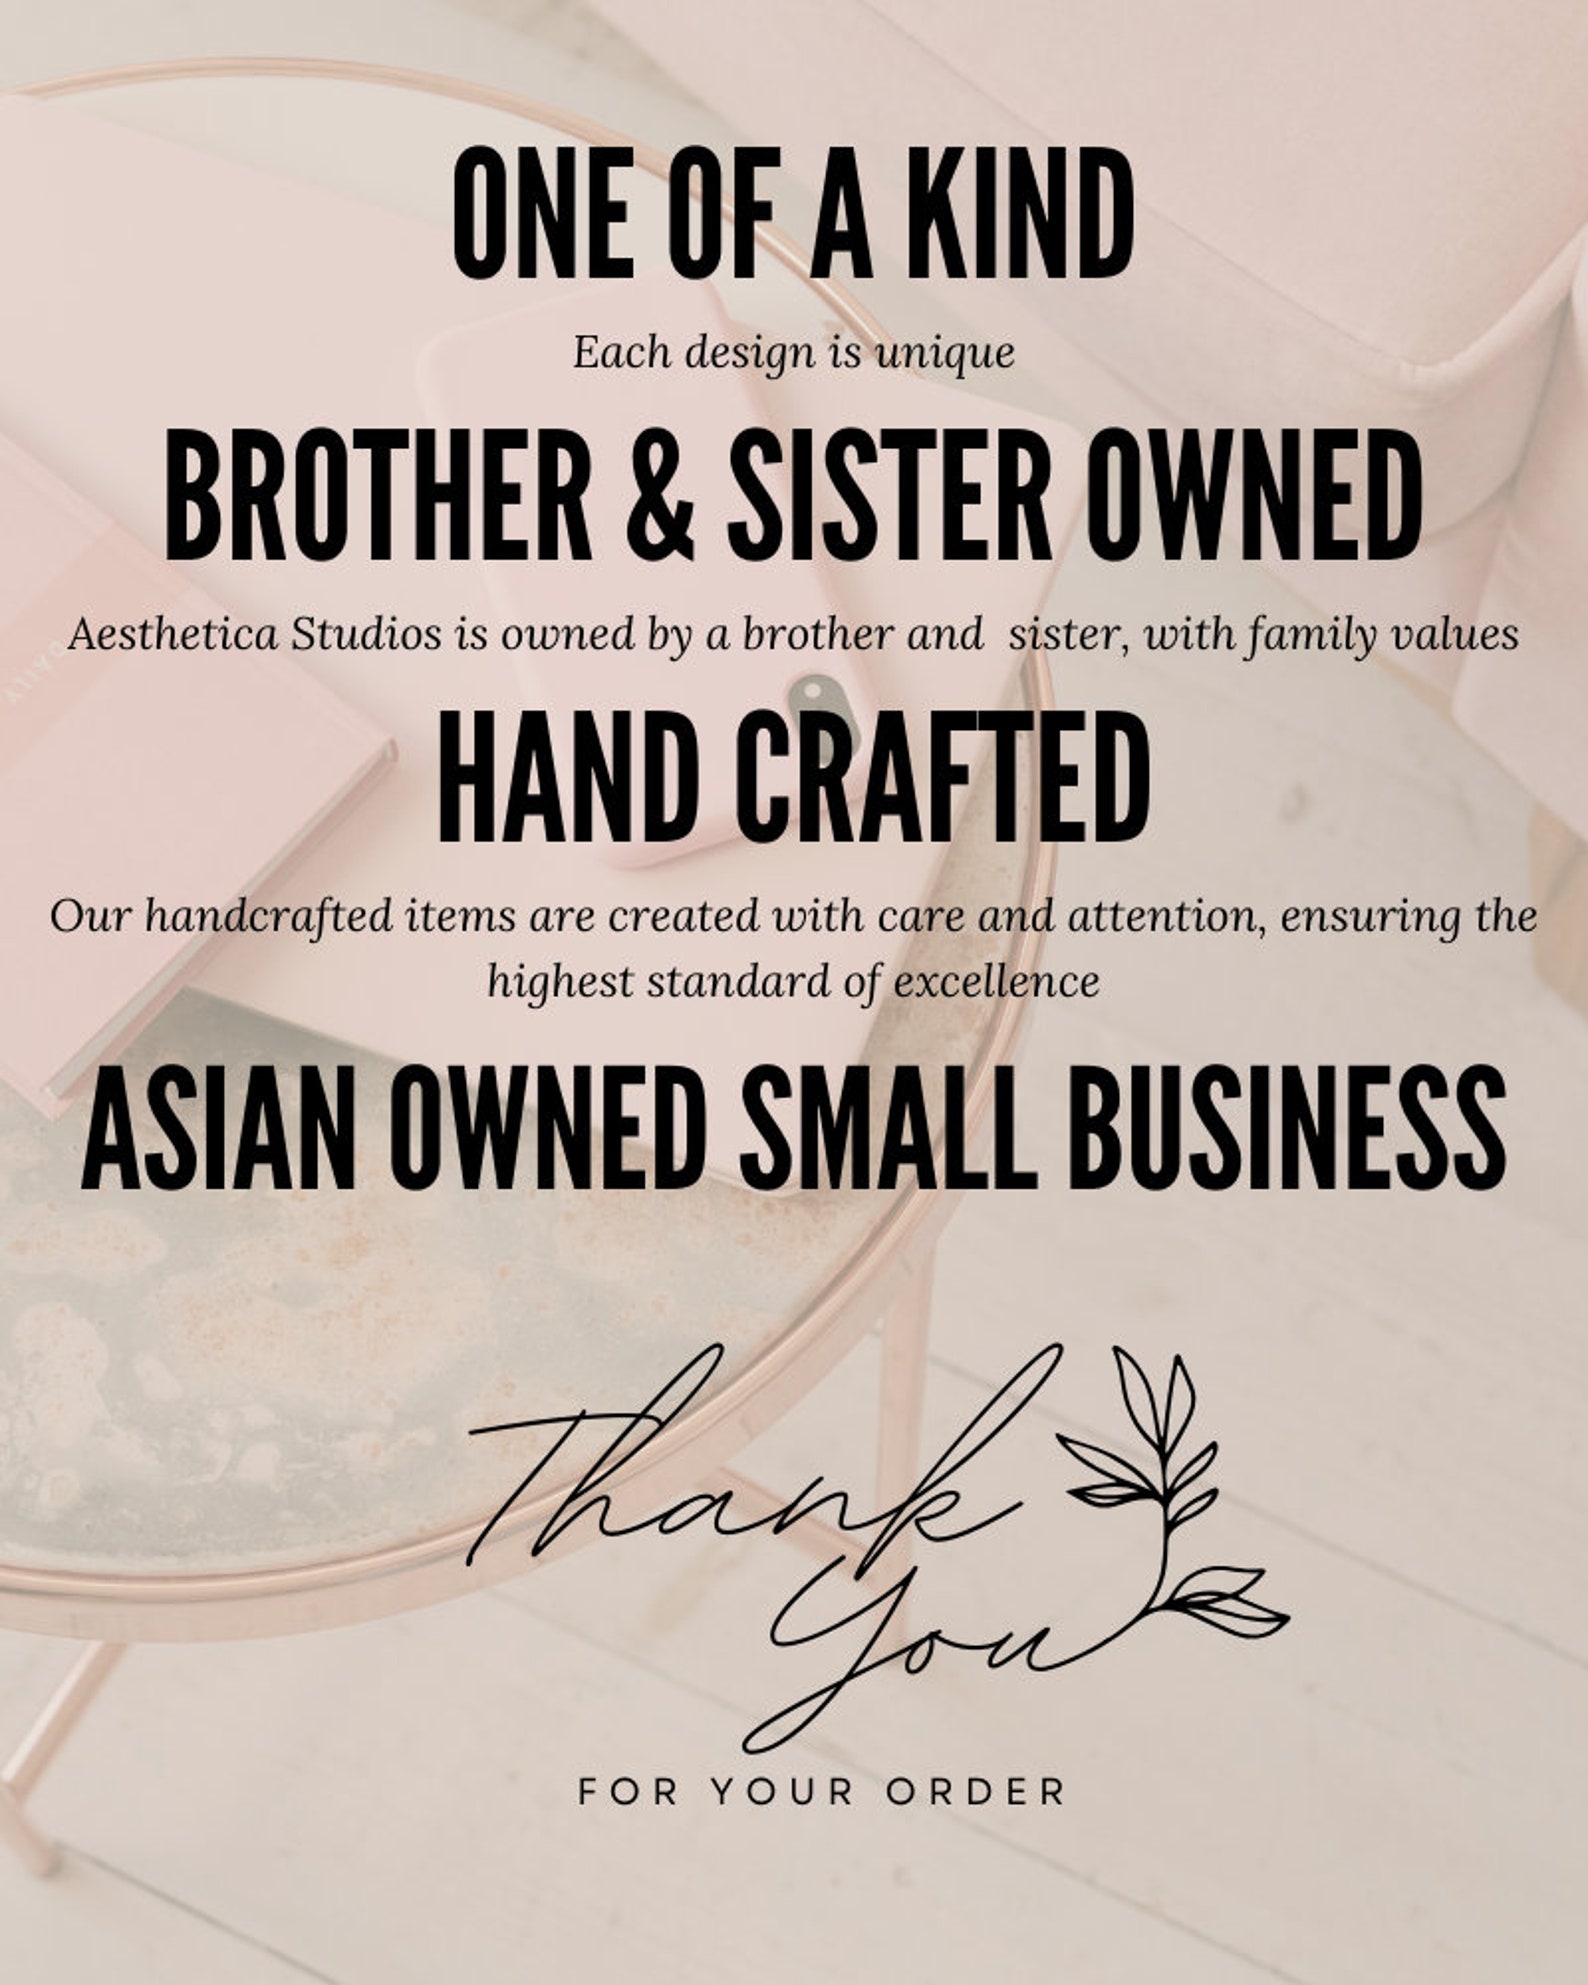 ONE OF A KIND
Each design is unique
BROTHER & SISTER OWNED
Aesthetica Studios is owned by a brother and  sister, with family values
HAND CRAFTED
Our handcrafted items are created with care and attention, ensuring the
highest standard of excellence
ASIAN OWNED SMALL BUSINESS
Thank
You
FOR YOUR ORDER